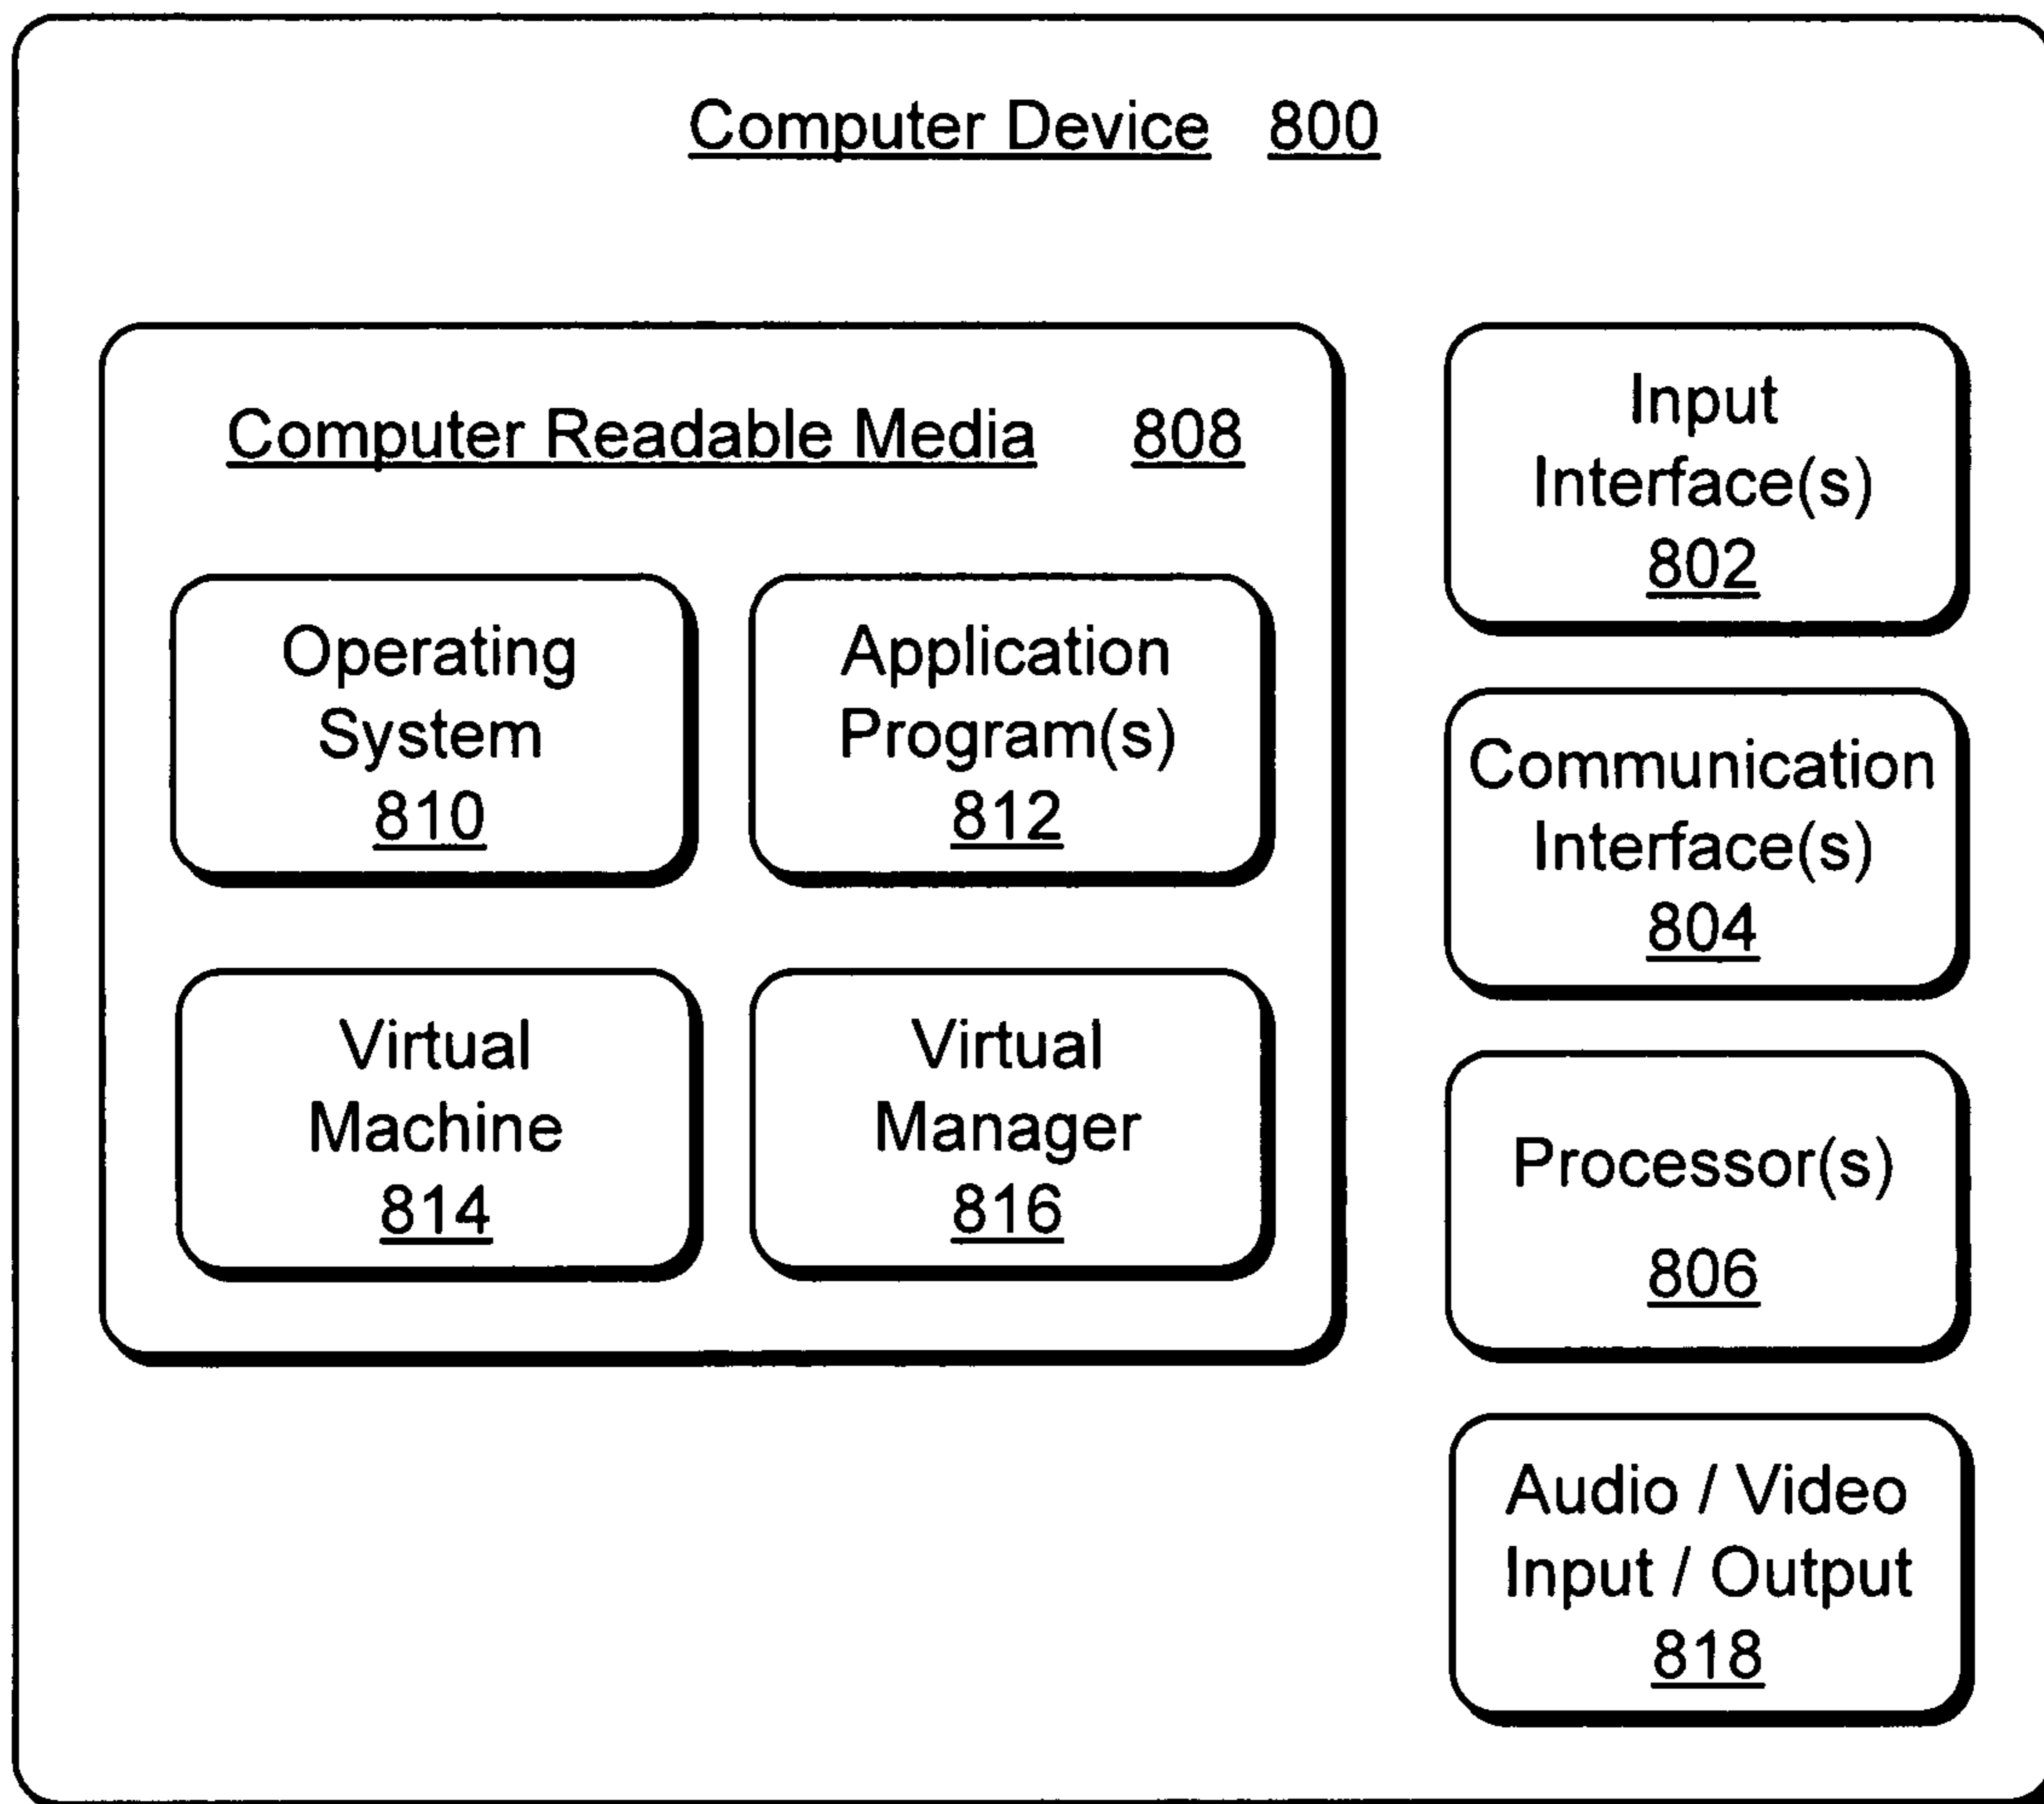 Computer Device 800
Computer Readable Media 808
Operating
System
810
Application
Program(s)
812
Virtual
Machine
814
Virtual
Manager
816
Input
Interface(s)
802
Communication
Interface(s)
804
Processor(s)
806
Audio / Video
Input / Output
818